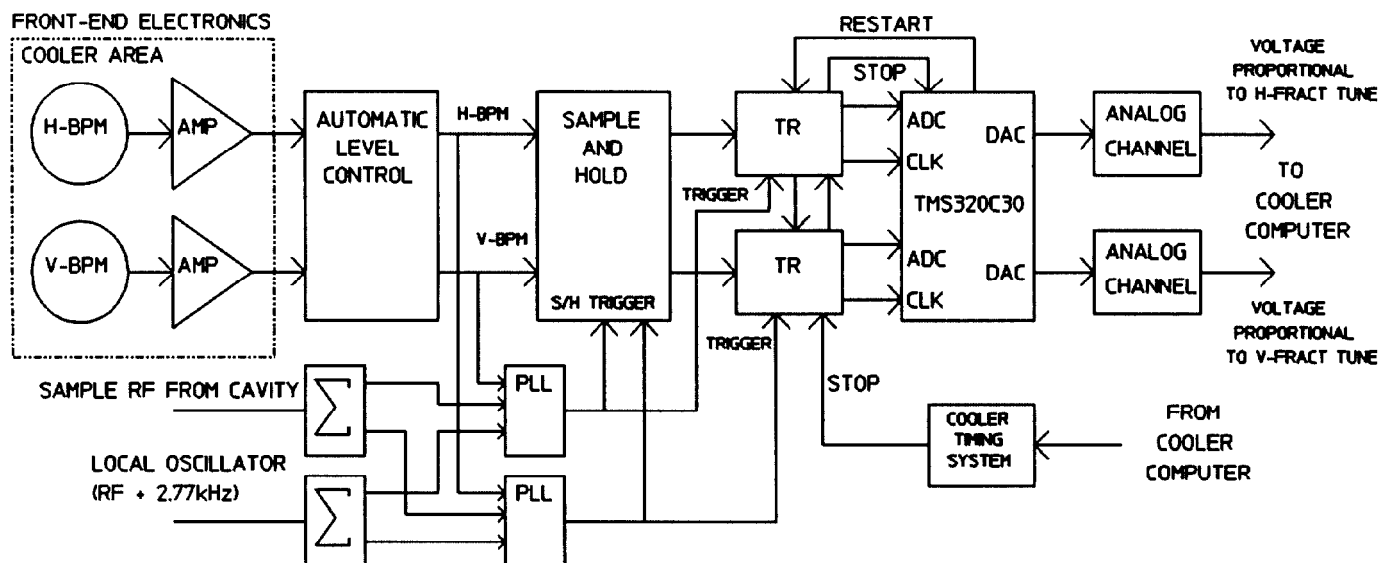 FRONT-END ELECTRONICS
COOLER AREA
H-BPM
AMP
V-BPM
AMP
AUTOMATIC
LEVEL
CONTROL
H-BPM
V-BPM
SAMPLE
AND
HOLD
S/H TRIGGER
RESTART
STOP
TR
TRIGGER
TR
TRIGGER
ADC
CLK
TMS320C30
ADC
CLK
DAC
DAC
ANALOG
CHANNEL
ANALOG
CHANNEL
VOLTAGE
PROPORTIONAL
TO H-FRACT TUNE
TO
COOLER
COMPUTER
VOLTAGE
PROPORTIONAL
TO V-FRACT TUNE
SAMPLE RF FROM CAVITY
Σ
PLL
LOCAL OSCILLATOR
(RF + 2.77kHz)
Σ
PLL
STOP
COOLER
TIMING
SYSTEM
FROM
COOLER
COMPUTER